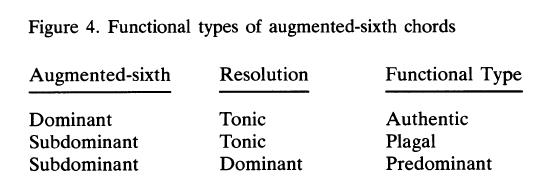 Figure 4. Functional types of augmented-sixth chords
Augmented-sixth Resolution Functional Type
Dominant Tonic Authentic
Subdominant Tonic Plagal
Subdominant Dominant Predominant